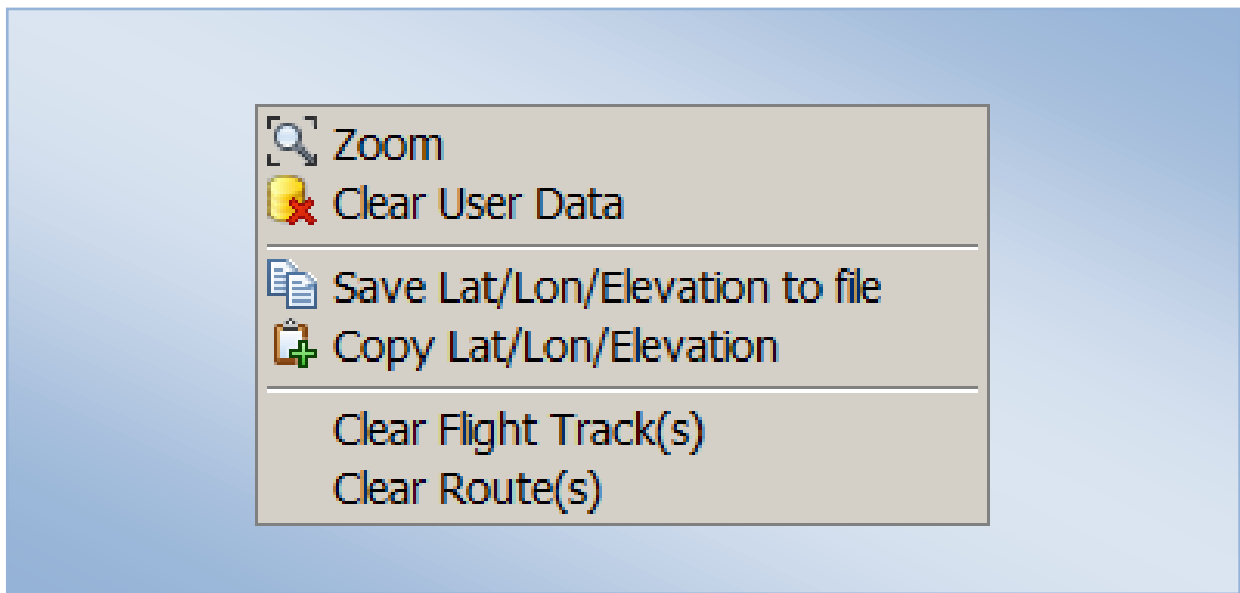 Zoom
Clear User Data
Save Lat/Lon/Elevation to file
Copy Lat/Lon/Elevation
Clear Flight Track(s)
Clear Route(s)